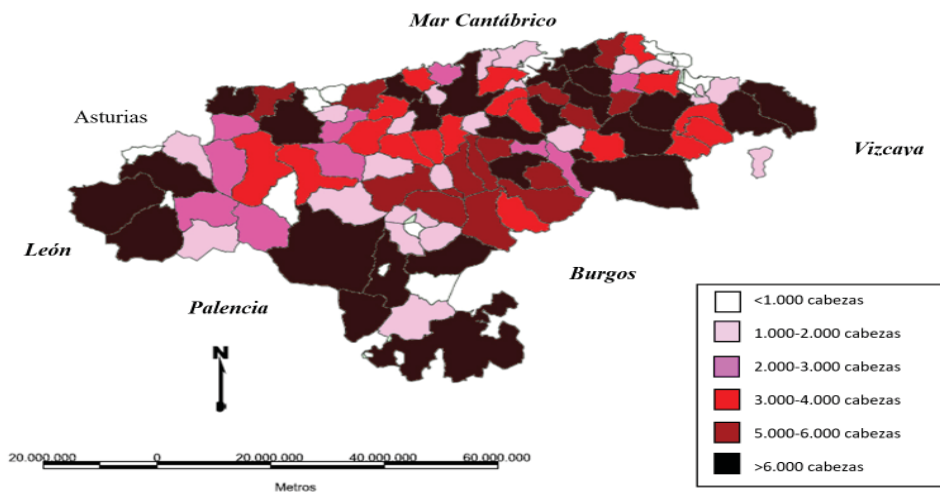 Mar Cantábrico
Asturias
Vizcaya
León
Burgos
Palencia
N
<1.000 cabezas
1.000-2.000 cabezas
2.000-3.000 cabezas
3.000-4.000 cabezas
5.000-6.000 cabezas
>6.000 cabezas
20.000.000 0 20.000.000 40.000.000 60.000.000
Metros